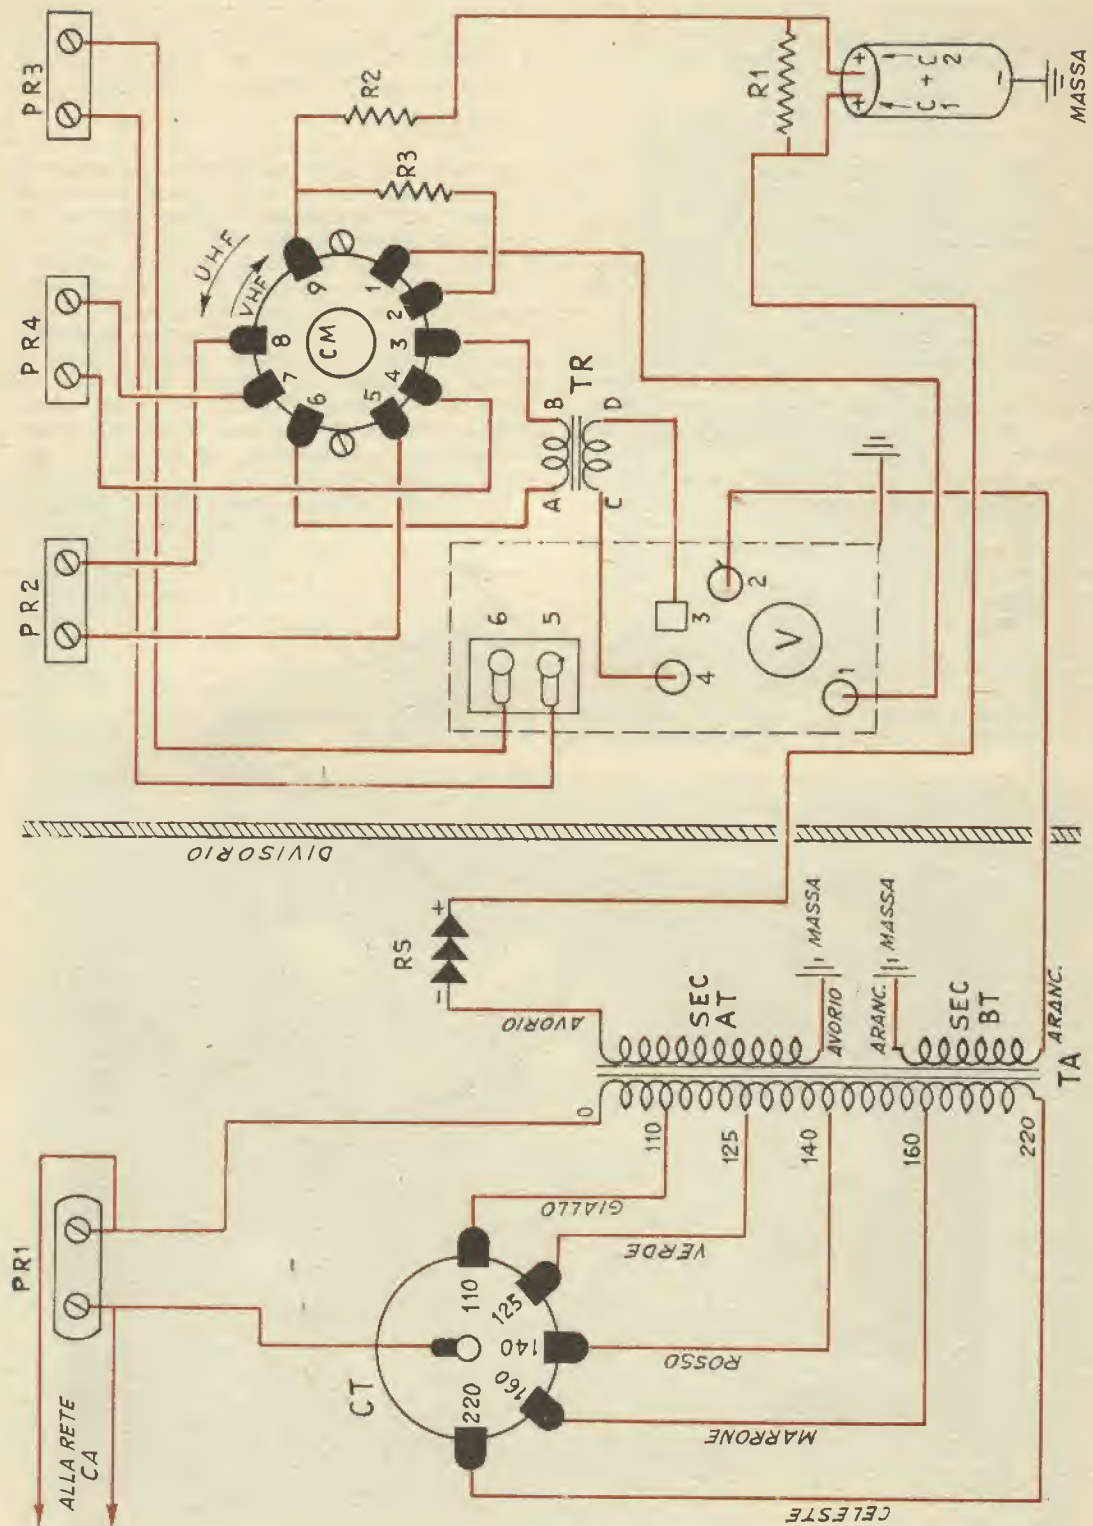 PR1
ALLA RETE
CA
PR2
PR4
PR3
UHF
VHF
CM
1
2
3
4
5
6
7
8
9
R2
R3
R1
+
+
C1 + C2
-
MASSA
A
B
TR
C
D
6
5
4
3
2
1
V
DIVISORIO
RS
-
+
AVORIO
SEC
AT
AVORIO
MASSA
ARANC.
MASSA
SEC
BT
ARANC.
TA
0
110
125
140
160
220
CT
110
125
140
160
220
GIALLO
VERDE
ROSSO
MARRONE
CELESTE